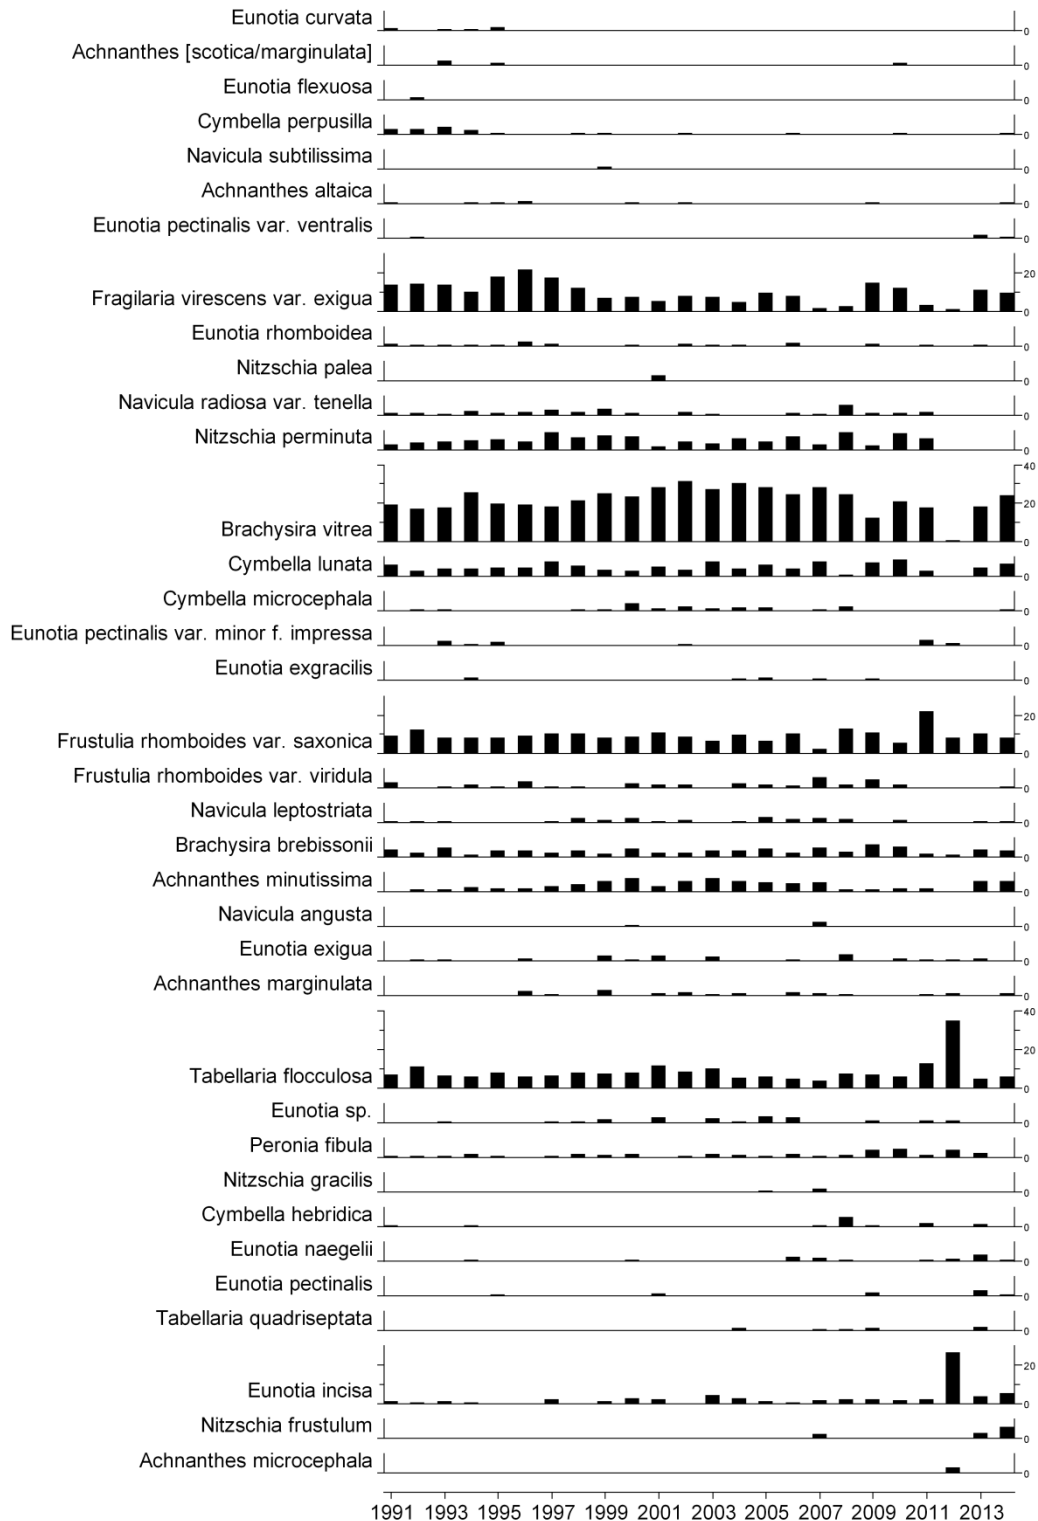 Eunotia curvata 0
Achnanthes [scotica/marginulata] 0
Eunotia flexuosa 0
Cymbella perpusilla 0
Navicula subtilissima 0
Achnanthes altaica 0
Eunotia pectinalis var. ventralis 0
20
Fragilaria virescens var. exigua 0
Eunotia rhomboidea 0
Nitzschia palea 0
Navicula radiosa var. tenella 0
Nitzschia perminuta 0
40
20
Brachysira vitrea 0
Cymbella lunata 0
Cymbella microcephala 0
Eunotia pectinalis var. minor f. impressa 0
Eunotia exgracilis 0
20
Frustulia rhomboides var. saxonica 0
Frustulia rhomboides var. viridula 0
Navicula leptostriata 0
Brachysira brebissonii 0
Achnanthes minutissima 0
Navicula angusta 0
Eunotia exigua 0
Achnanthes marginulata 0
40
20
Tabellaria flocculosa 0
Eunotia sp. 0
Peronia fibula 0
Nitzschia gracilis 0
Cymbella hebridica 0
Eunotia naegelii 0
Eunotia pectinalis 0
Tabellaria quadriseptata 0
20
Eunotia incisa 0
Nitzschia frustulum 0
Achnanthes microcephala 0
1991 1993 1995 1997 1999 2001 2003 2005 2007 2009 2011 2013